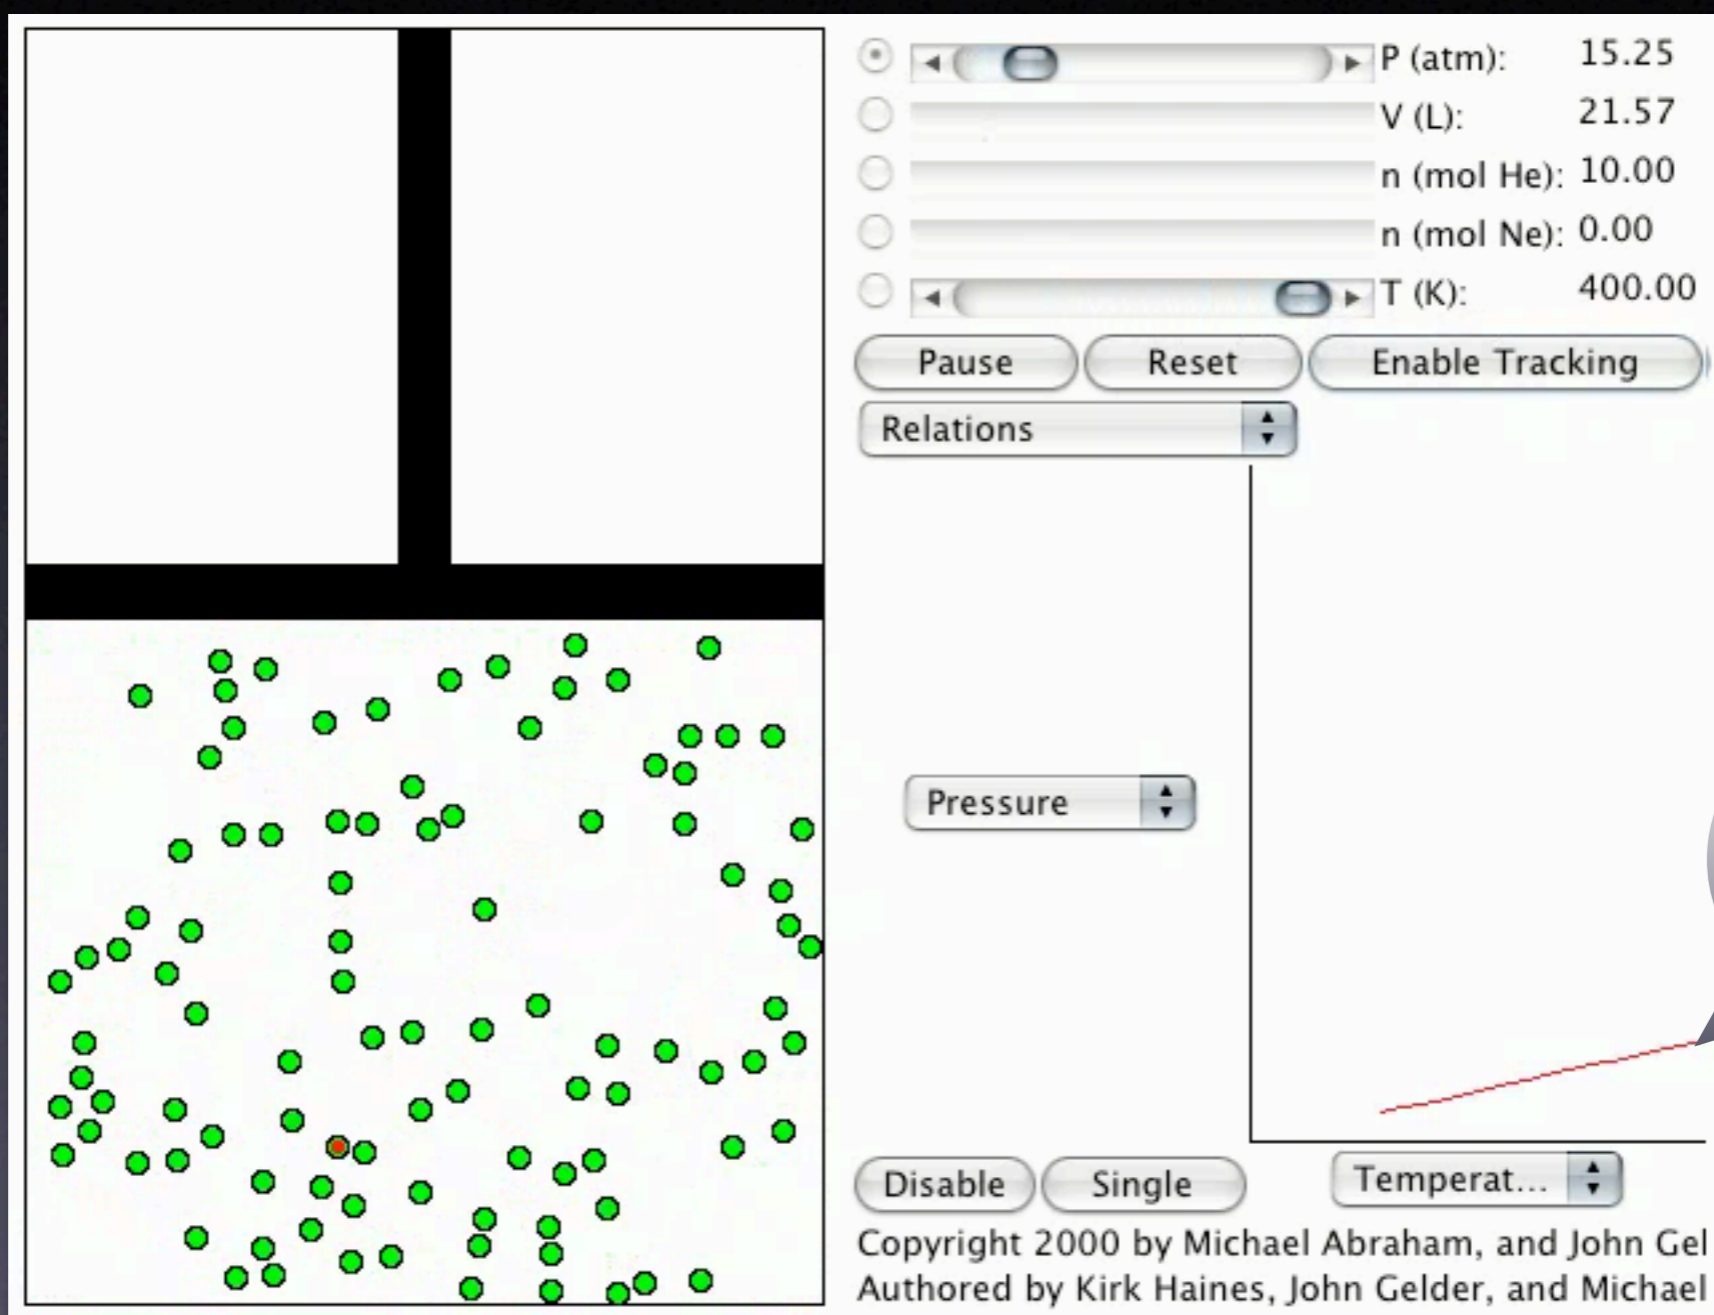 P (atm): 15.25
V (L): 21.57
n (mol He): 10.00
n (mol Ne): 0.00
T (K): 400.00
Pause Reset Enable Tracking
Relations
Pressure
Disable Single Temperat...
Copyright 2000 by Michael Abraham, and John Gel
Authored by Kirk Haines, John Gelder, and Michael